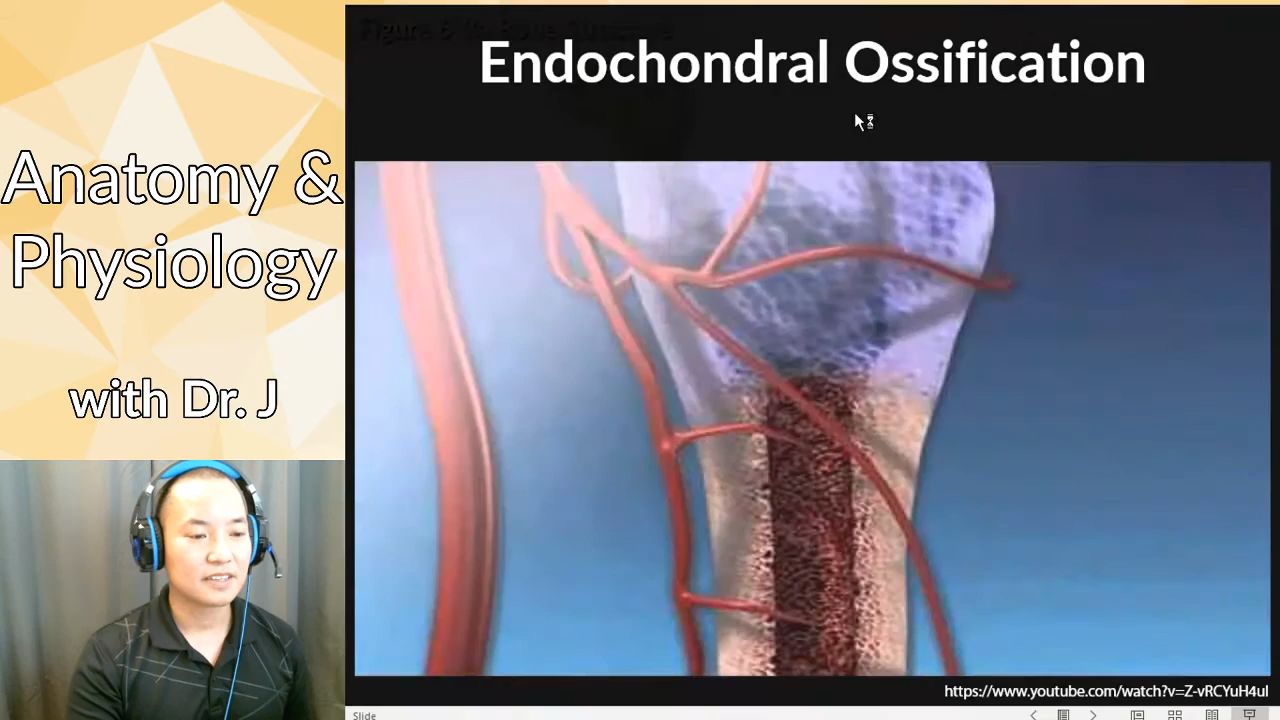 Anatomy &
Physiology
with Dr. J
Endochondral Ossification
https://www.youtube.com/watch?v=Z-vRCYuH4uI
Slide